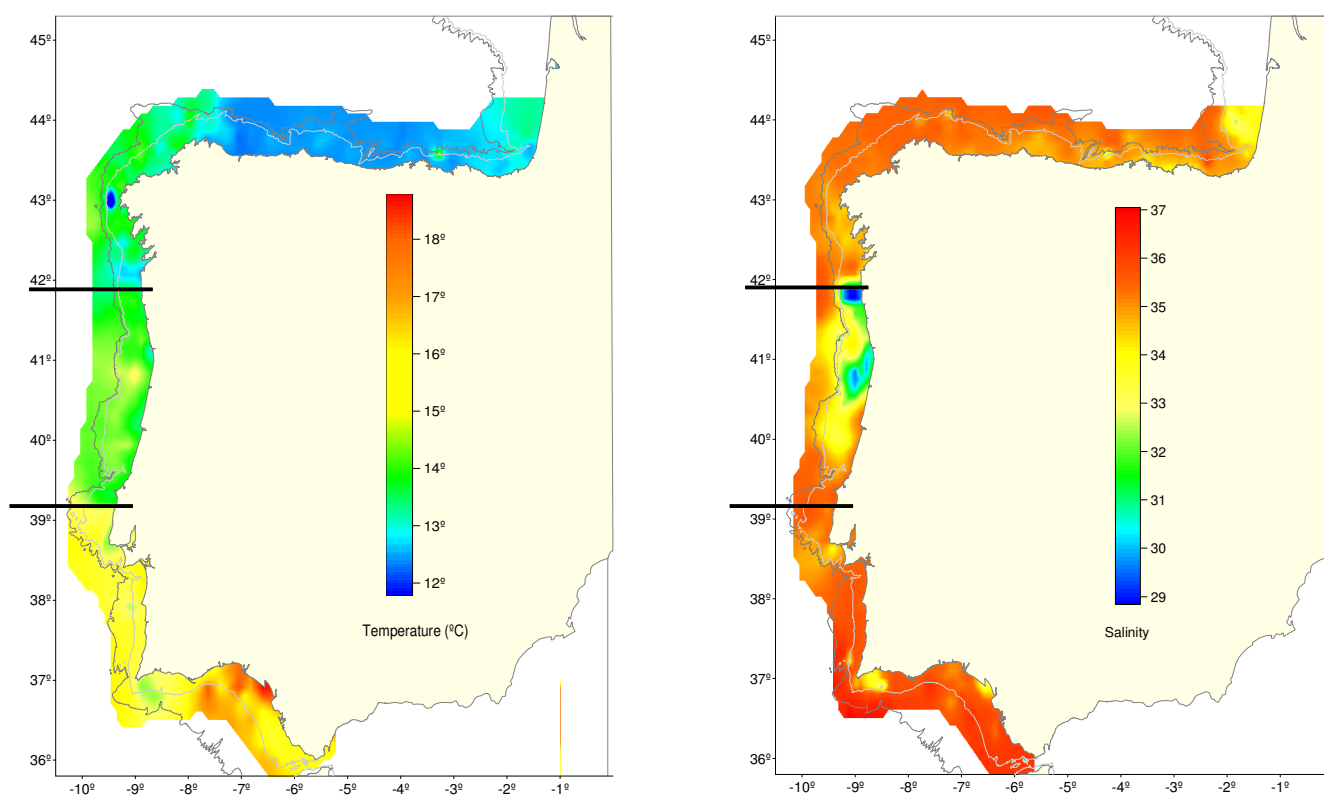 45º
44º
43º
42º
41º
40º
39º
38º
37º
36º
-10º -9º -8º -7º -6º -5º -4º -3º -2º -1º
18º
17º
16º
15º
14º
13º
12º
Temperature (ºC)
45º
44º
43º
42º
41º
40º
39º
38º
37º
36º
-10º -9º -8º -7º -6º -5º -4º -3º -2º -1º
37
36
35
34
33
32
31
30
29
Salinity